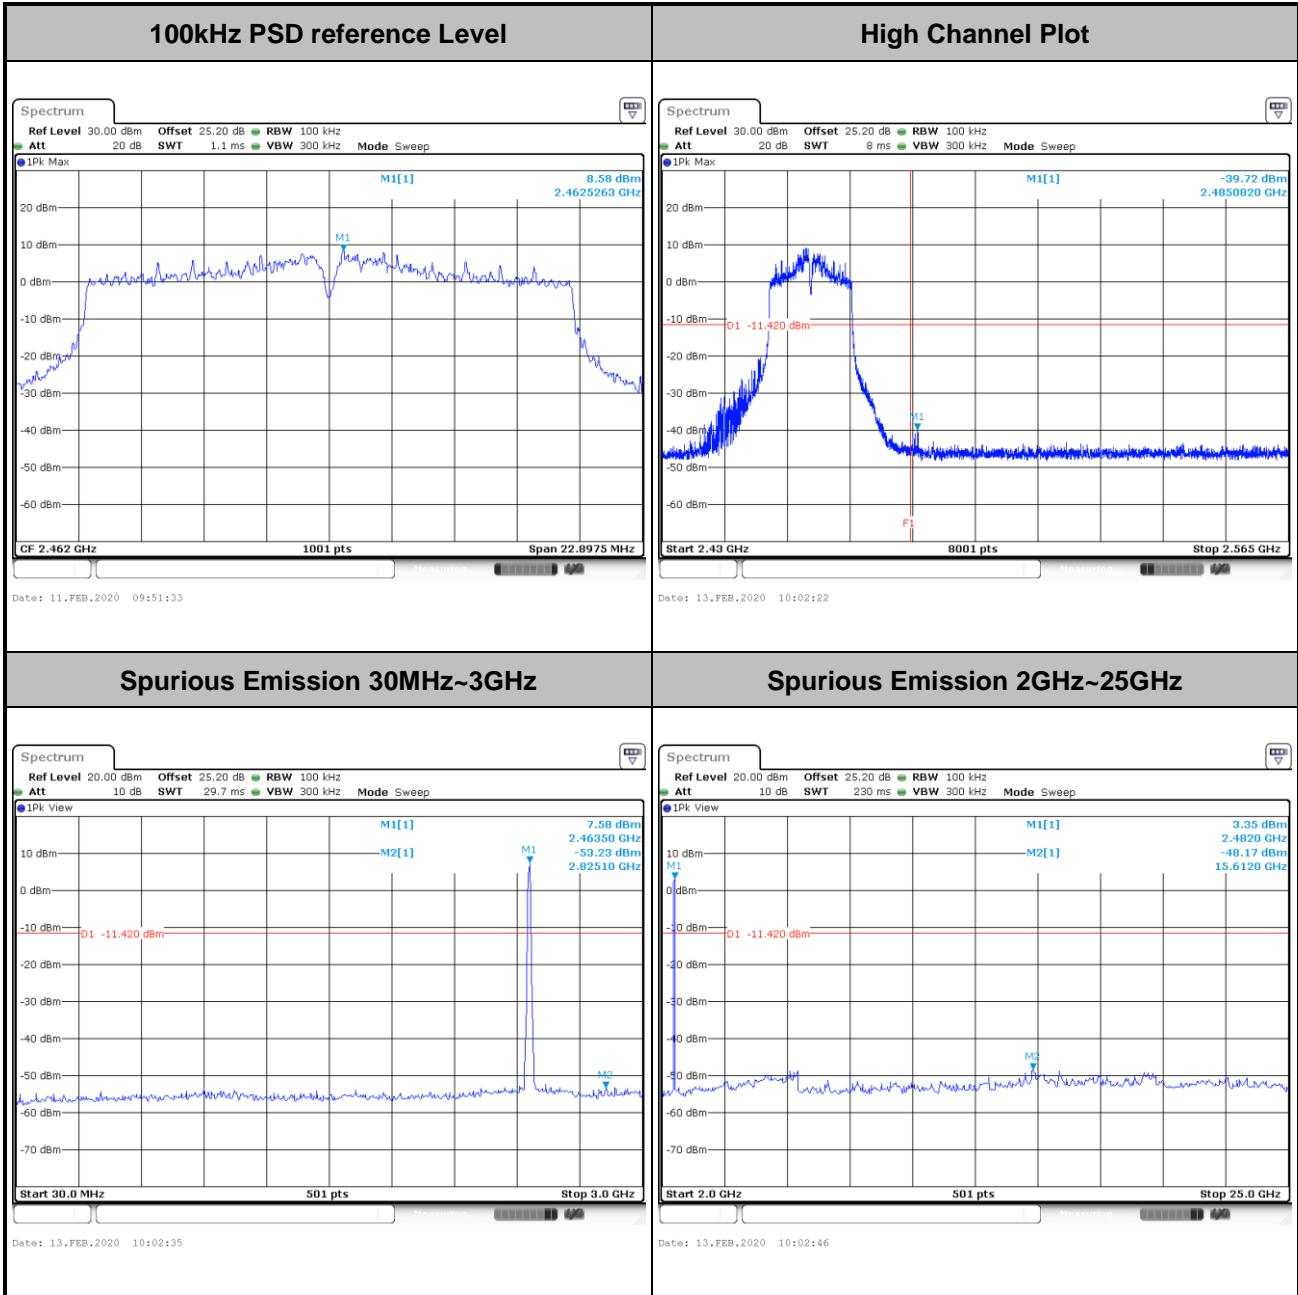 100kHz PSD reference Level
High Channel Plot
Spectrum
Ref Level 30.00 dBm Offset 25.20 dB RBW 100 kHz
Att 20 dB SWT 1.1 ms VBW 300 kHz Mode Sweep
1Pk Max
M1[1] 8.58 dBm
2.4625263 GHz
20 dBm
M1
10 dBm
0 dBm
-10 dBm
-20 dBm
-30 dBm
-40 dBm
-50 dBm
-60 dBm
CF 2.462 GHz 1001 pts Span 22.8975 MHz
Measuring
Date: 11.FEB.2020 09:51:33
Spectrum
Ref Level 30.00 dBm Offset 25.20 dB RBW 100 kHz
Att 20 dB SWT 8 ms VBW 300 kHz Mode Sweep
1Pk Max
M1[1] -39.72 dBm
2.4850820 GHz
20 dBm
10 dBm
0 dBm
-10 dBm
D1 -11.420 dBm
-20 dBm
-30 dBm
M1
-40 dBm
-50 dBm
-60 dBm
F1
Start 2.43 GHz 8001 pts Stop 2.565 GHz
Measuring
Date: 13.FEB.2020 10:02:22
Spurious Emission 30MHz~3GHz
Spurious Emission 2GHz~25GHz
Spectrum
Ref Level 20.00 dBm Offset 25.20 dB RBW 100 kHz
Att 10 dB SWT 29.7 ms VBW 300 kHz Mode Sweep
1Pk View
M1[1] 7.58 dBm
2.46350 GHz
M2[1] -53.23 dBm
2.82510 GHz
M1
10 dBm
0 dBm
-10 dBm
D1 -11.420 dBm
-20 dBm
-30 dBm
-40 dBm
-50 dBm
M2
-60 dBm
-70 dBm
Start 30.0 MHz 501 pts Stop 3.0 GHz
Measuring
Date: 13.FEB.2020 10:02:35
Spectrum
Ref Level 20.00 dBm Offset 25.20 dB RBW 100 kHz
Att 10 dB SWT 230 ms VBW 300 kHz Mode Sweep
1Pk View
M1[1] 3.35 dBm
2.4820 GHz
M2[1] -48.17 dBm
15.6120 GHz
10 dBm
M1
0 dBm
-10 dBm
D1 -11.420 dBm
-20 dBm
-30 dBm
-40 dBm
M2
-50 dBm
-60 dBm
-70 dBm
Start 2.0 GHz 501 pts Stop 25.0 GHz
Measuring
Date: 13.FEB.2020 10:02:46